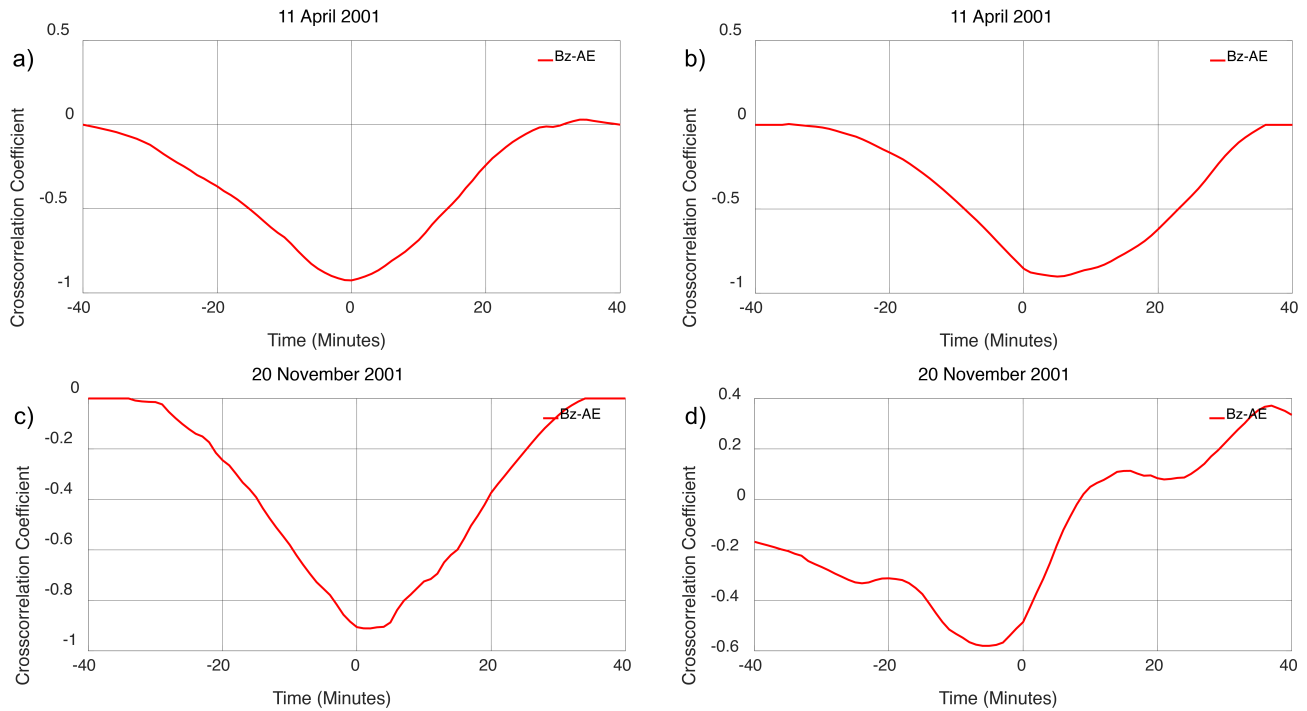 11 April 2001
a)
0.5
0
-0.5
-1
Bz-AE
Crosscorrelation Coefficient
-40
-20
0
20
40
Time (Minutes)
11 April 2001
b)
0.5
0
-0.5
-1
Bz-AE
Crosscorrelation Coefficient
-40
-20
0
20
40
Time (Minutes)
20 November 2001
c)
0
-0.2
-0.4
-0.6
-0.8
-1
Bz-AE
Crosscorrelation Coefficient
-40
-20
0
20
40
Time (Minutes)
20 November 2001
d)
0.4
0.2
0
-0.2
-0.4
-0.6
Bz-AE
Crosscorrelation Coefficient
-40
-20
0
20
40
Time (Minutes)